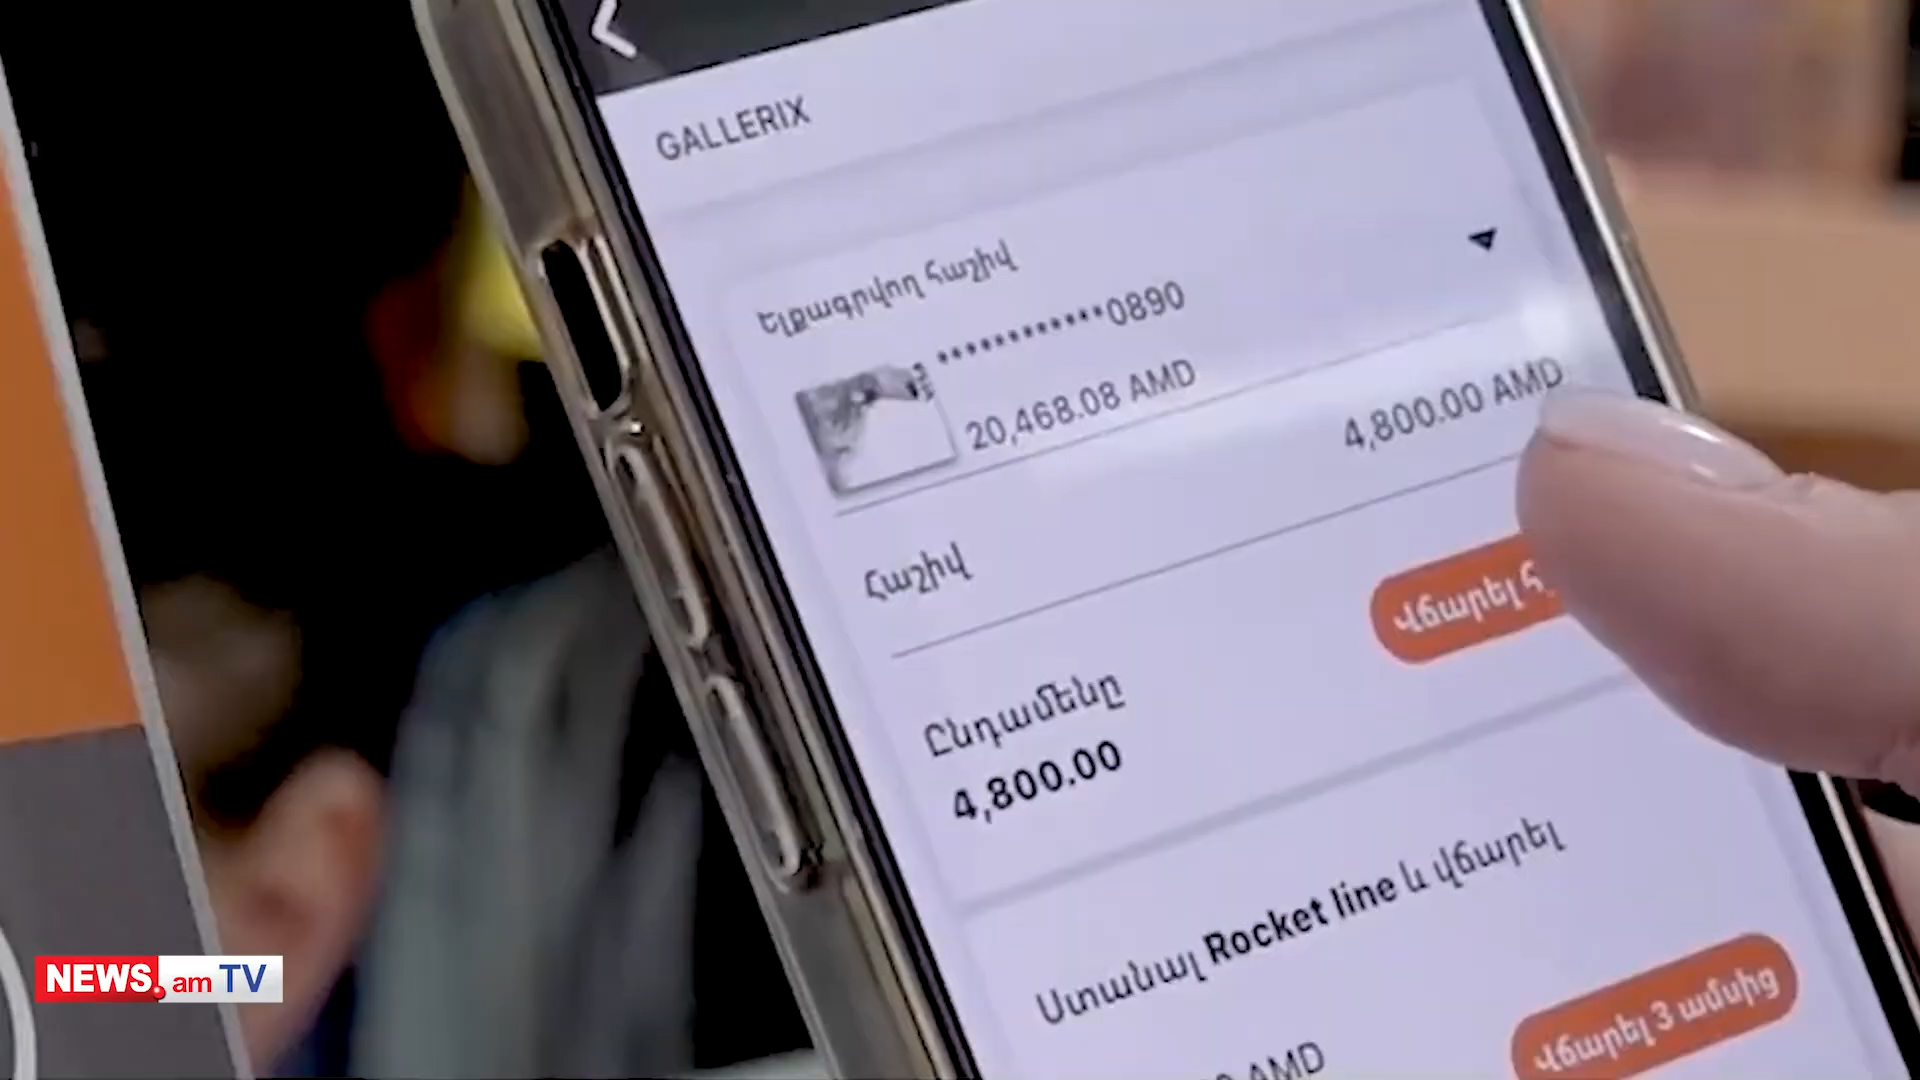 GALLERIX
Ելքագրվող հաշիվ
************0890
20,468.08 AMD
4,800.00 AMD
Հաշիվ
Վճարել
Ընդամենը
4,800.00
Ստանալ Rocket line և վճարել
Վճարել 3 ամսից
AMD
NEWS.am TV